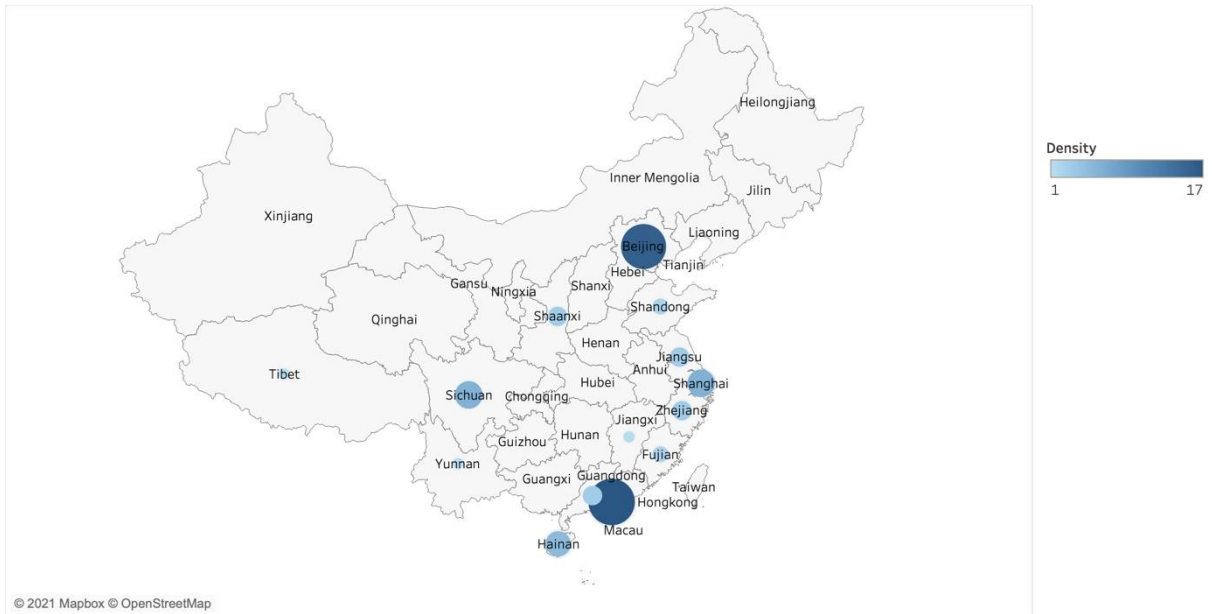 Heilongjiang
Inner Mengolia
Jilin
Xinjiang
Liaoning
Beijing
Tianjin
Hebei
Gansu
Ningxia
Shanxi
Shandong
Qinghai
Shaanxi
Henan
Jiangsu
Anhui
Tibet
Hubei
Shanghai
Sichuan
Chongqing
Zhejiang
Jiangxi
Guizhou
Hunan
Fujian
Yunnan
Guangxi
Guangdong
Taiwan
Hongkong
Macau
Hainan
© 2021 Mapbox © OpenStreetMap
Density
1 17